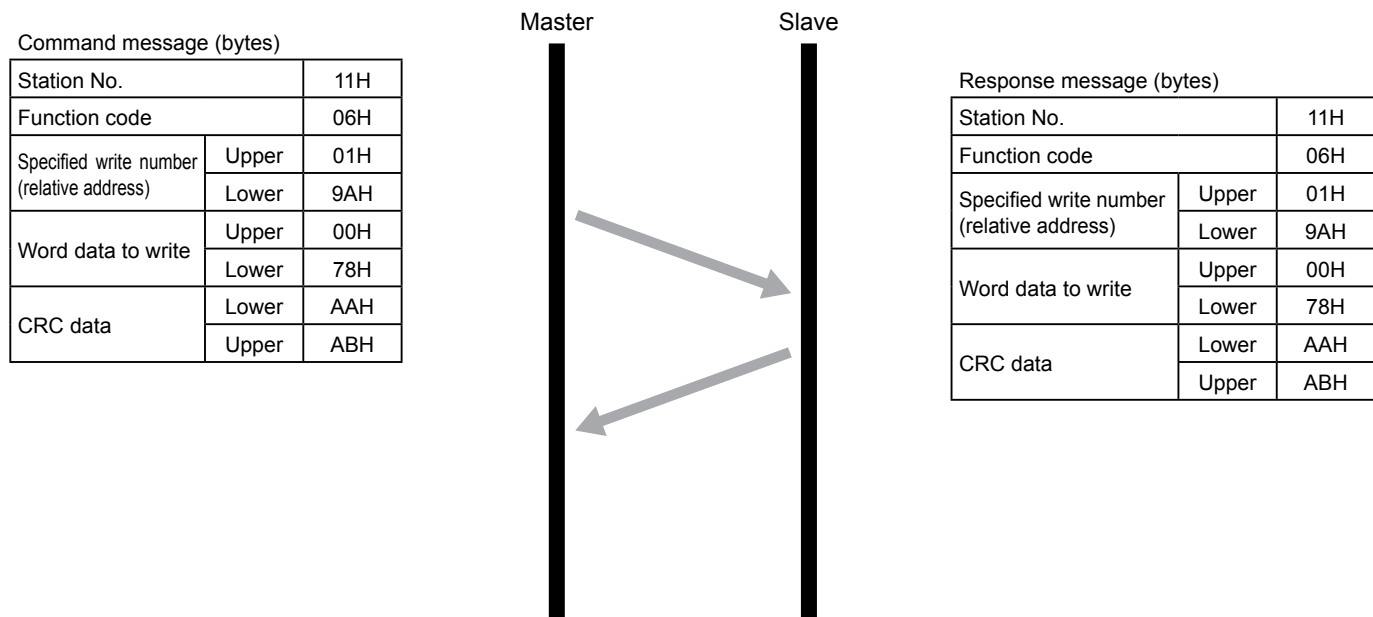 Master Slave
Command message (bytes)
Station No. 11H
Function code 06H
Specified write number
(relative address)
Upper 01H
Lower 9AH
Word data to write
Upper 00H
Lower 78H
CRC data
Lower AAH
Upper ABH
Response message (bytes)
Station No. 11H
Function code 06H
Specified write number
(relative address)
Upper 01H
Lower 9AH
Word data to write
Upper 00H
Lower 78H
CRC data
Lower AAH
Upper ABH